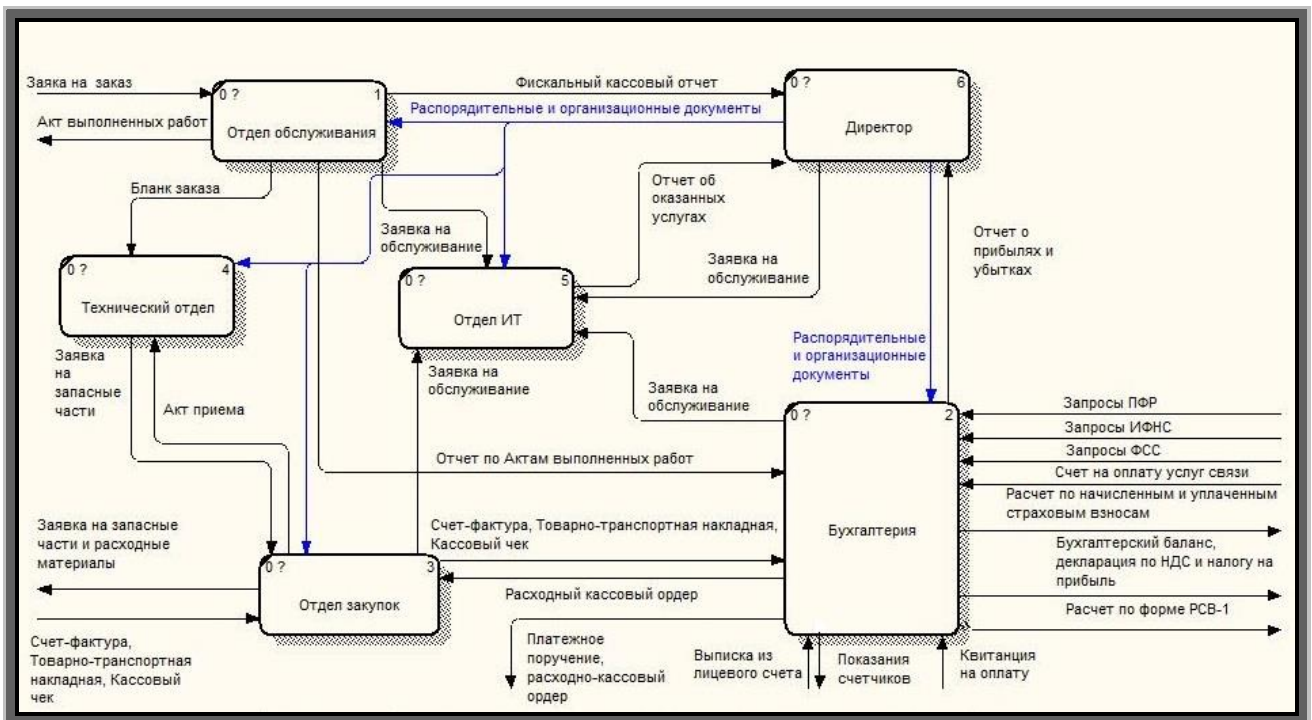 Заяка на заказ
0 ?
1
Отдел обслуживания
Акт выполненных работ
Фискальный кассовый отчет
Распорядительные и организационные документы
0 ?
6
Директор
Бланк заказа
Заявка на
обслуживание
Отчет об
оказанных
услугах
Заявка на
обслуживание
Отчет о
прибылях и
убытках
0 ?
4
Технический отдел
0 ?
5
Отдел ИТ
Распорядительные
и организационные
документы
Заявка
на
запасные
части
Акт приема
Заявка на
обслуживание
Заявка на
обслуживание
0 ?
2
Бухгалтерия
Запросы ПФР
Запросы ИФНС
Запросы ФСС
Счет на оплату услуг связи
Расчет по начисленным и уплаченным
страховым взносам
Бухгалтерский баланс,
декларация по НДС и налогу на
прибыль
Расчет по форме РСВ-1
Отчет по Актам выполненных работ
Заявка на запасные
части и расходные
материалы
Счет-фактура, Товарно-транспортная накладная,
Кассовый чек
0 ?
3
Отдел закупок
Расходный кассовый ордер
Счет-фактура,
Товарно-транспортная
накладная, Кассовый
чек
Платежное
поручение,
расходно-кассовый
ордер
Выписка из
лицевого счета
Показания
счетчиков
Квитанция
на оплату